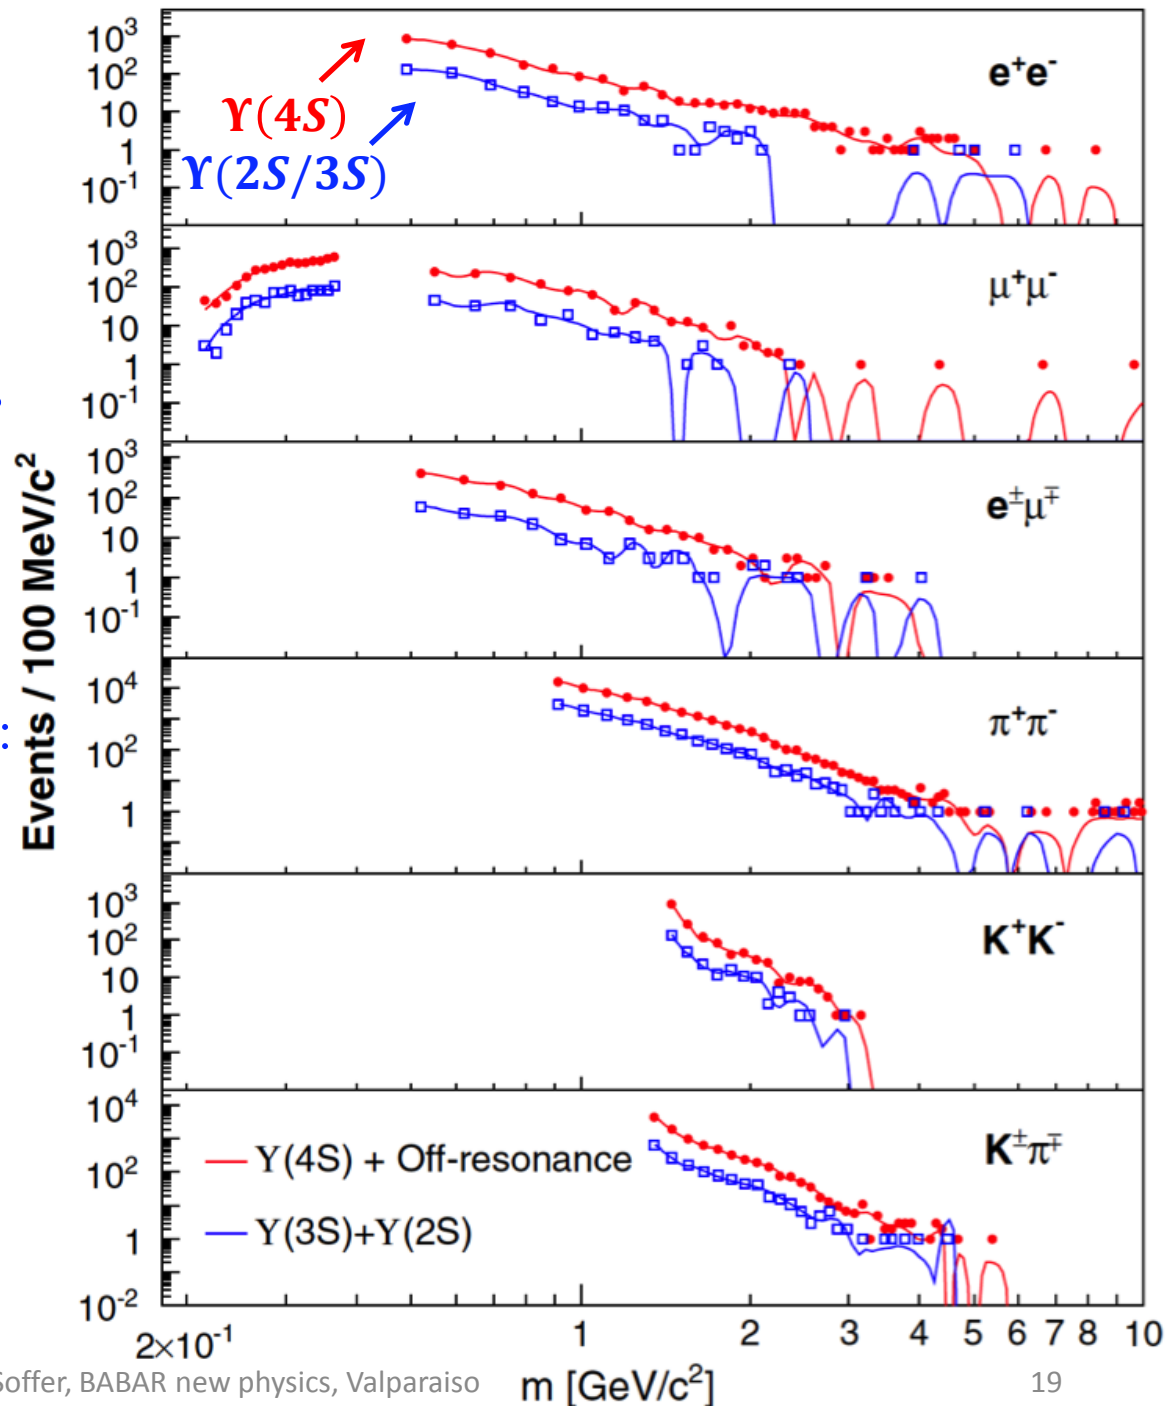 10³
10²
10
1
10⁻¹
e⁺e⁻
ϒ(4S)
ϒ(2S/3S)
10³
10²
10
1
10⁻¹
μ⁺μ⁻
10³
10²
10
1
10⁻¹
e±μ∓
Events / 100 MeV/c²
10⁴
10²
1
π⁺π⁻
10³
10²
10
1
10⁻¹
K⁺K⁻
10⁴
10²
1
10⁻²
K±π∓
ϒ(4S) + Off-resonance
ϒ(3S)+ϒ(2S)
2×10⁻¹ 1 2 3 4 5 6 7 8 10
m [GeV/c²]
Soffer, BABAR new physics, Valparaiso
19